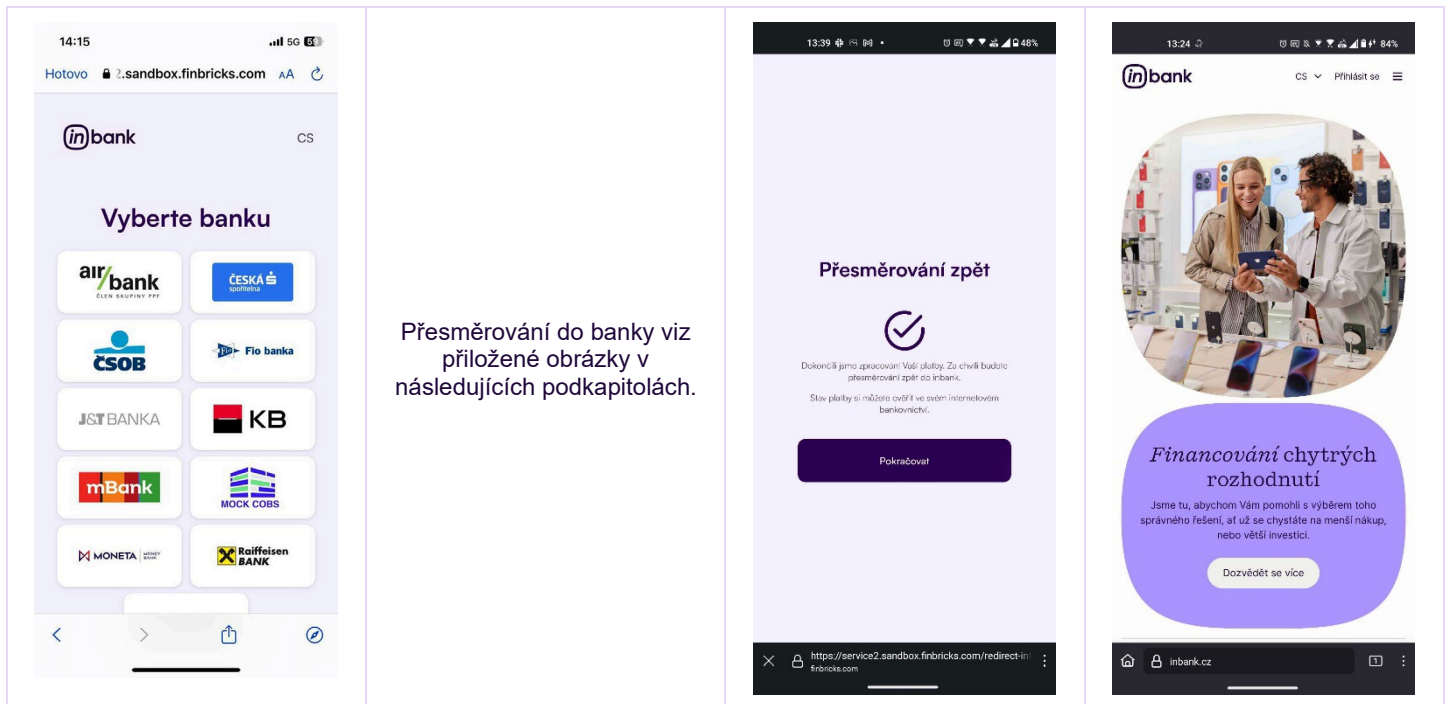 14:15
5G
Hotovo
2.sandbox.finbricks.com
AA
inbank
CS
Vyberte banku
air bank
ČLEN SKUPINY PPF
ČESKÁ
spořitelna
ČSOB
Fio banka
J&T BANKA
KB
mBank
MOCK COBS
MONETA MONEY BANK
Raiffeisen
BANK
Přesměrování do banky viz
přiložené obrázky v
následujících podkapitolách.
13:39
48%
Přesměrování zpět
Dokončili jsme zpracování Vaší platby. Za chvíli budete
přesměrováni zpět do inbank.
Stav platby si můžete ověřit ve svém internetovém
bankovnictví.
Pokračovat
https://service2.sandbox.finbricks.com/redirect-in
finbricks.com
13:24
84%
inbank
CS
Přihlásit se
Financování chytrých
rozhodnutí
Jsme tu, abychom Vám pomohli s výběrem toho
správného řešení, ať už se chystáte na menší nákup,
nebo větší investici.
Dozvědět se více
inbank.cz
1